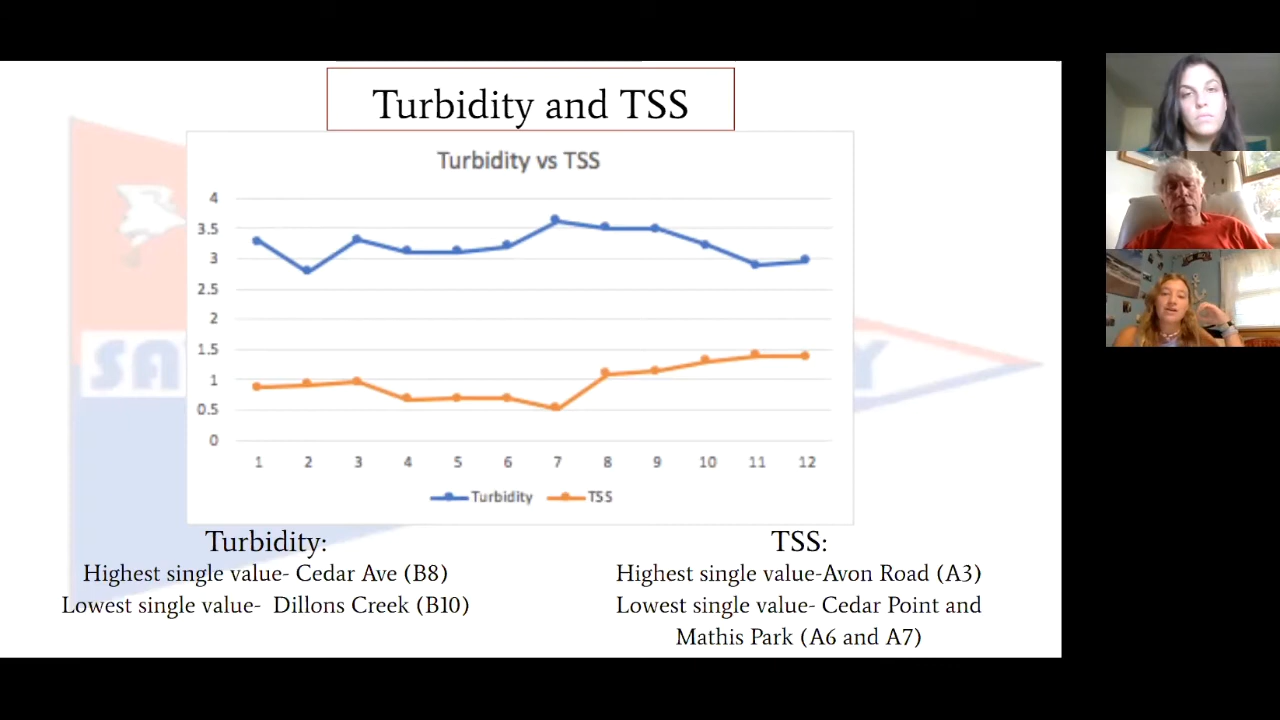 Turbidity and TSS
Turbidity vs TSS
4
3.5
3
2.5
2
1.5
1
0.5
0
1 2 3 4 5 6 7 8 9 10 11 12
Turbidity TSS
Turbidity:
Highest single value- Cedar Ave (B8)
Lowest single value- Dillons Creek (B10)
TSS:
Highest single value-Avon Road (A3)
Lowest single value- Cedar Point and
Mathis Park (A6 and A7)